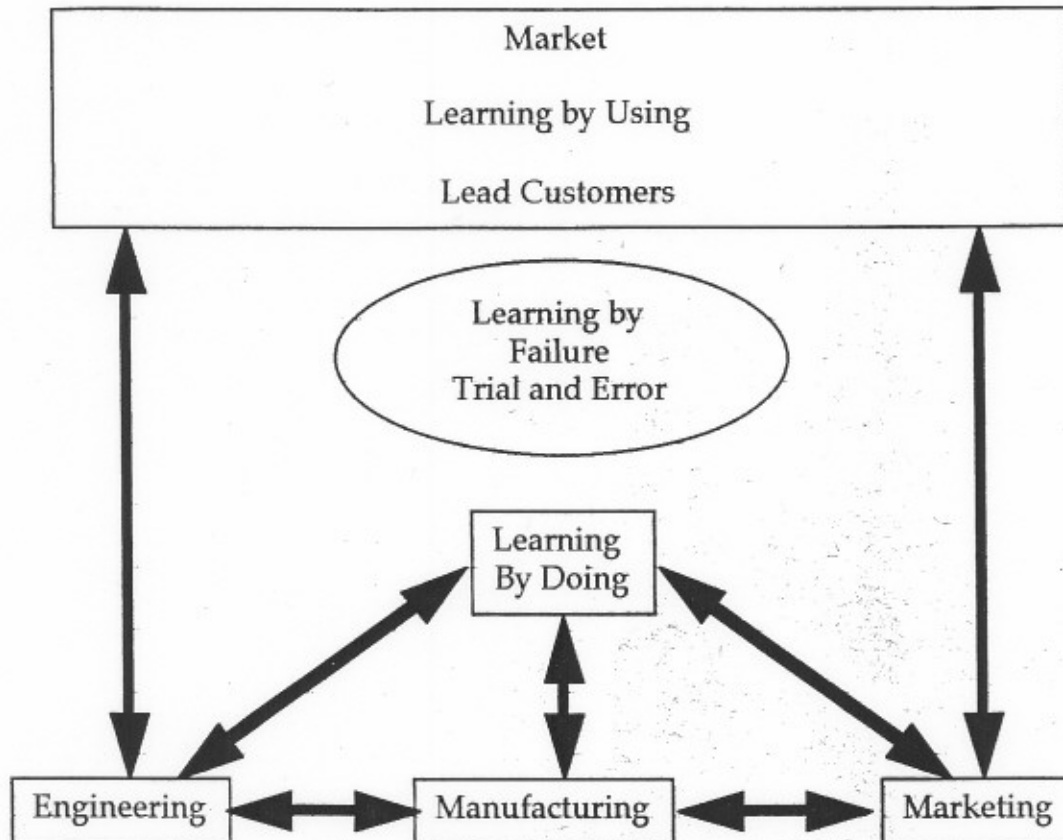 Market
Learning by Using
Lead Customers
Learning by
Failure
Trial and Error
Learning
By Doing
Engineering
Manufacturing
Marketing